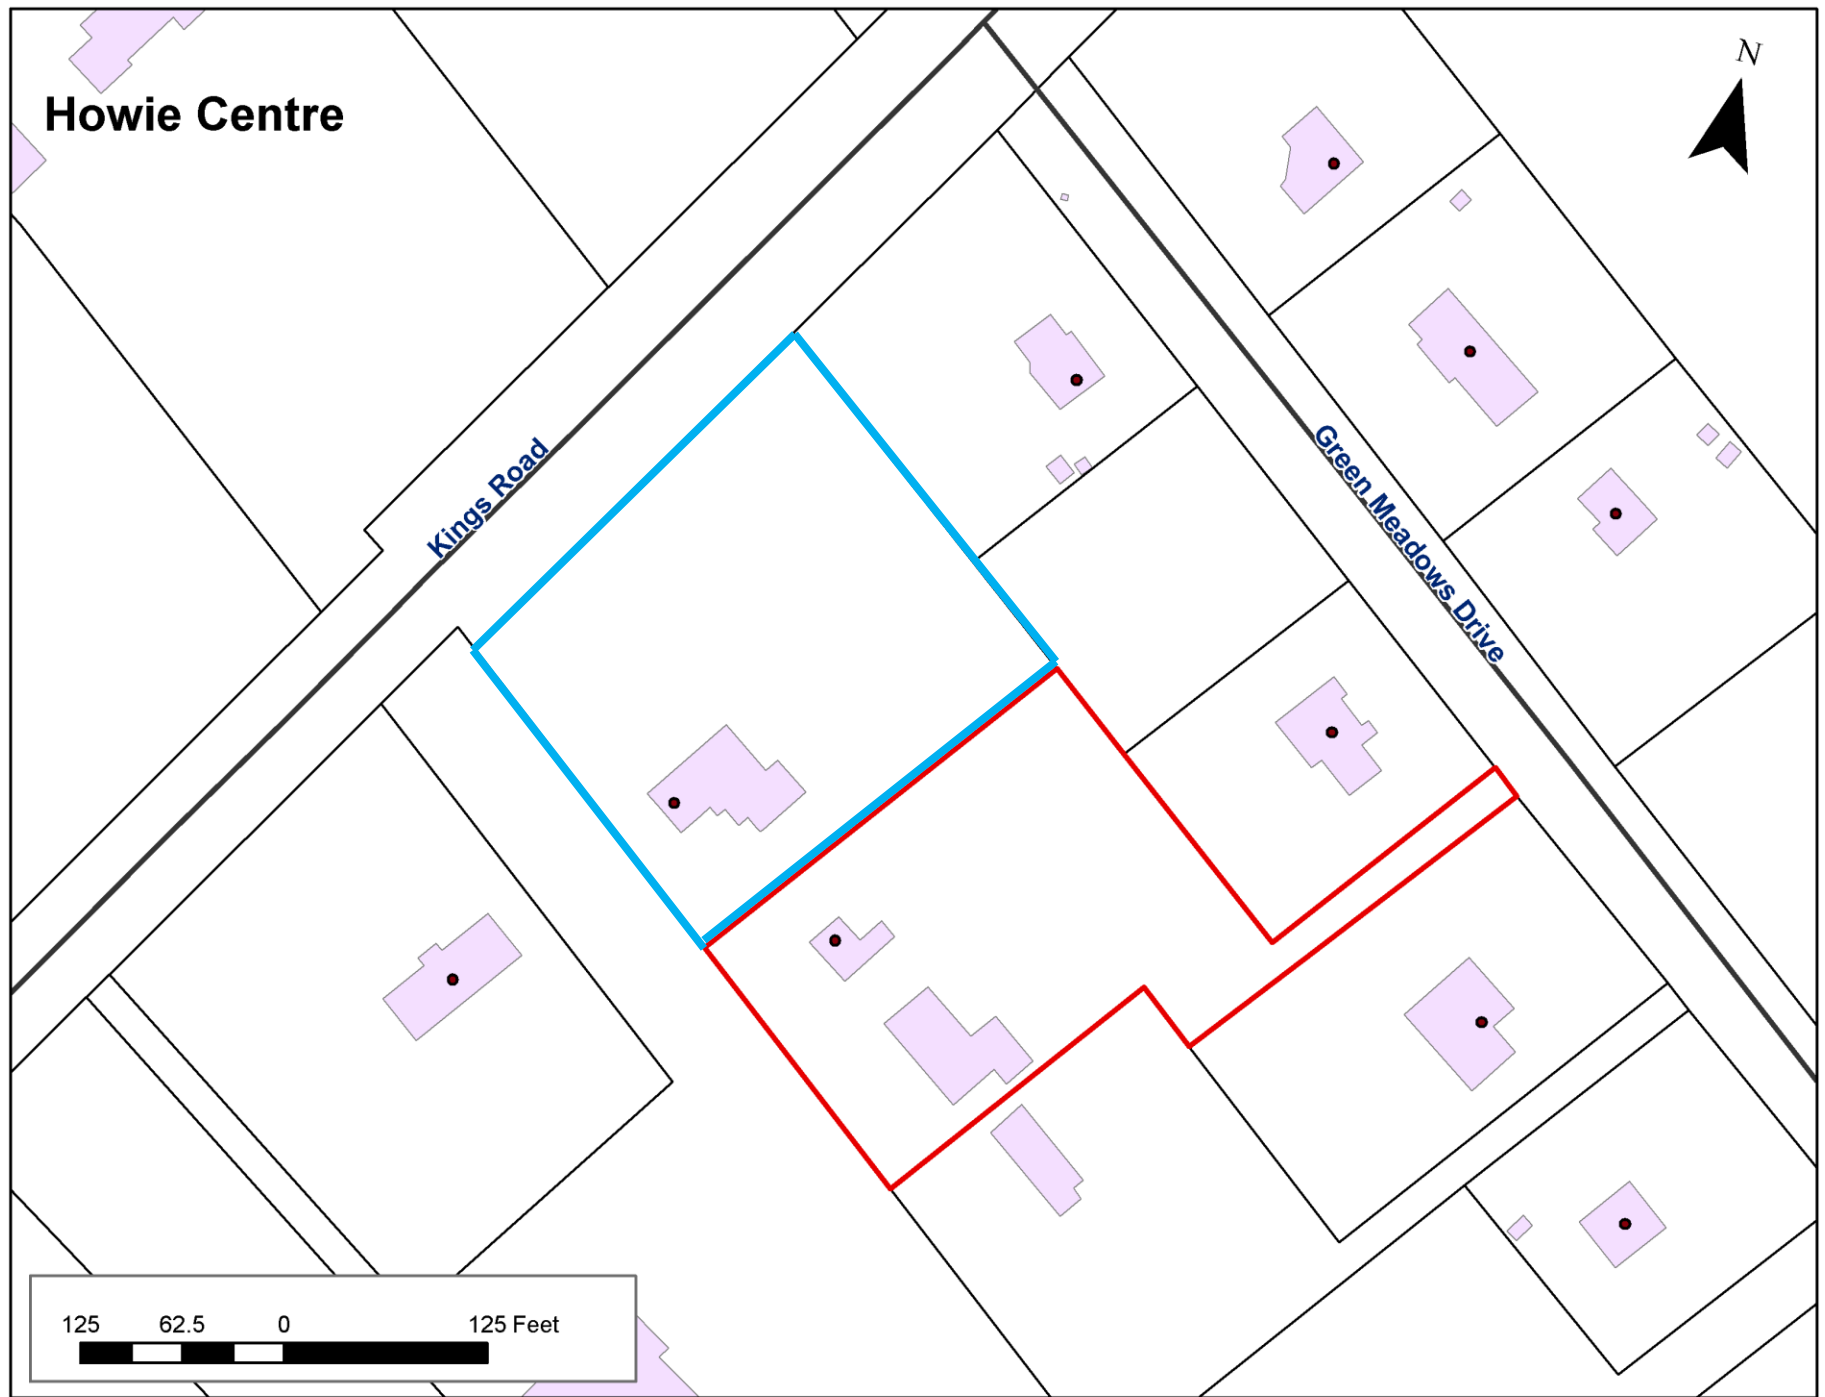 N
Howie Centre
Kings Road
Green Meadows Drive
125 62.5 0 125 Feet